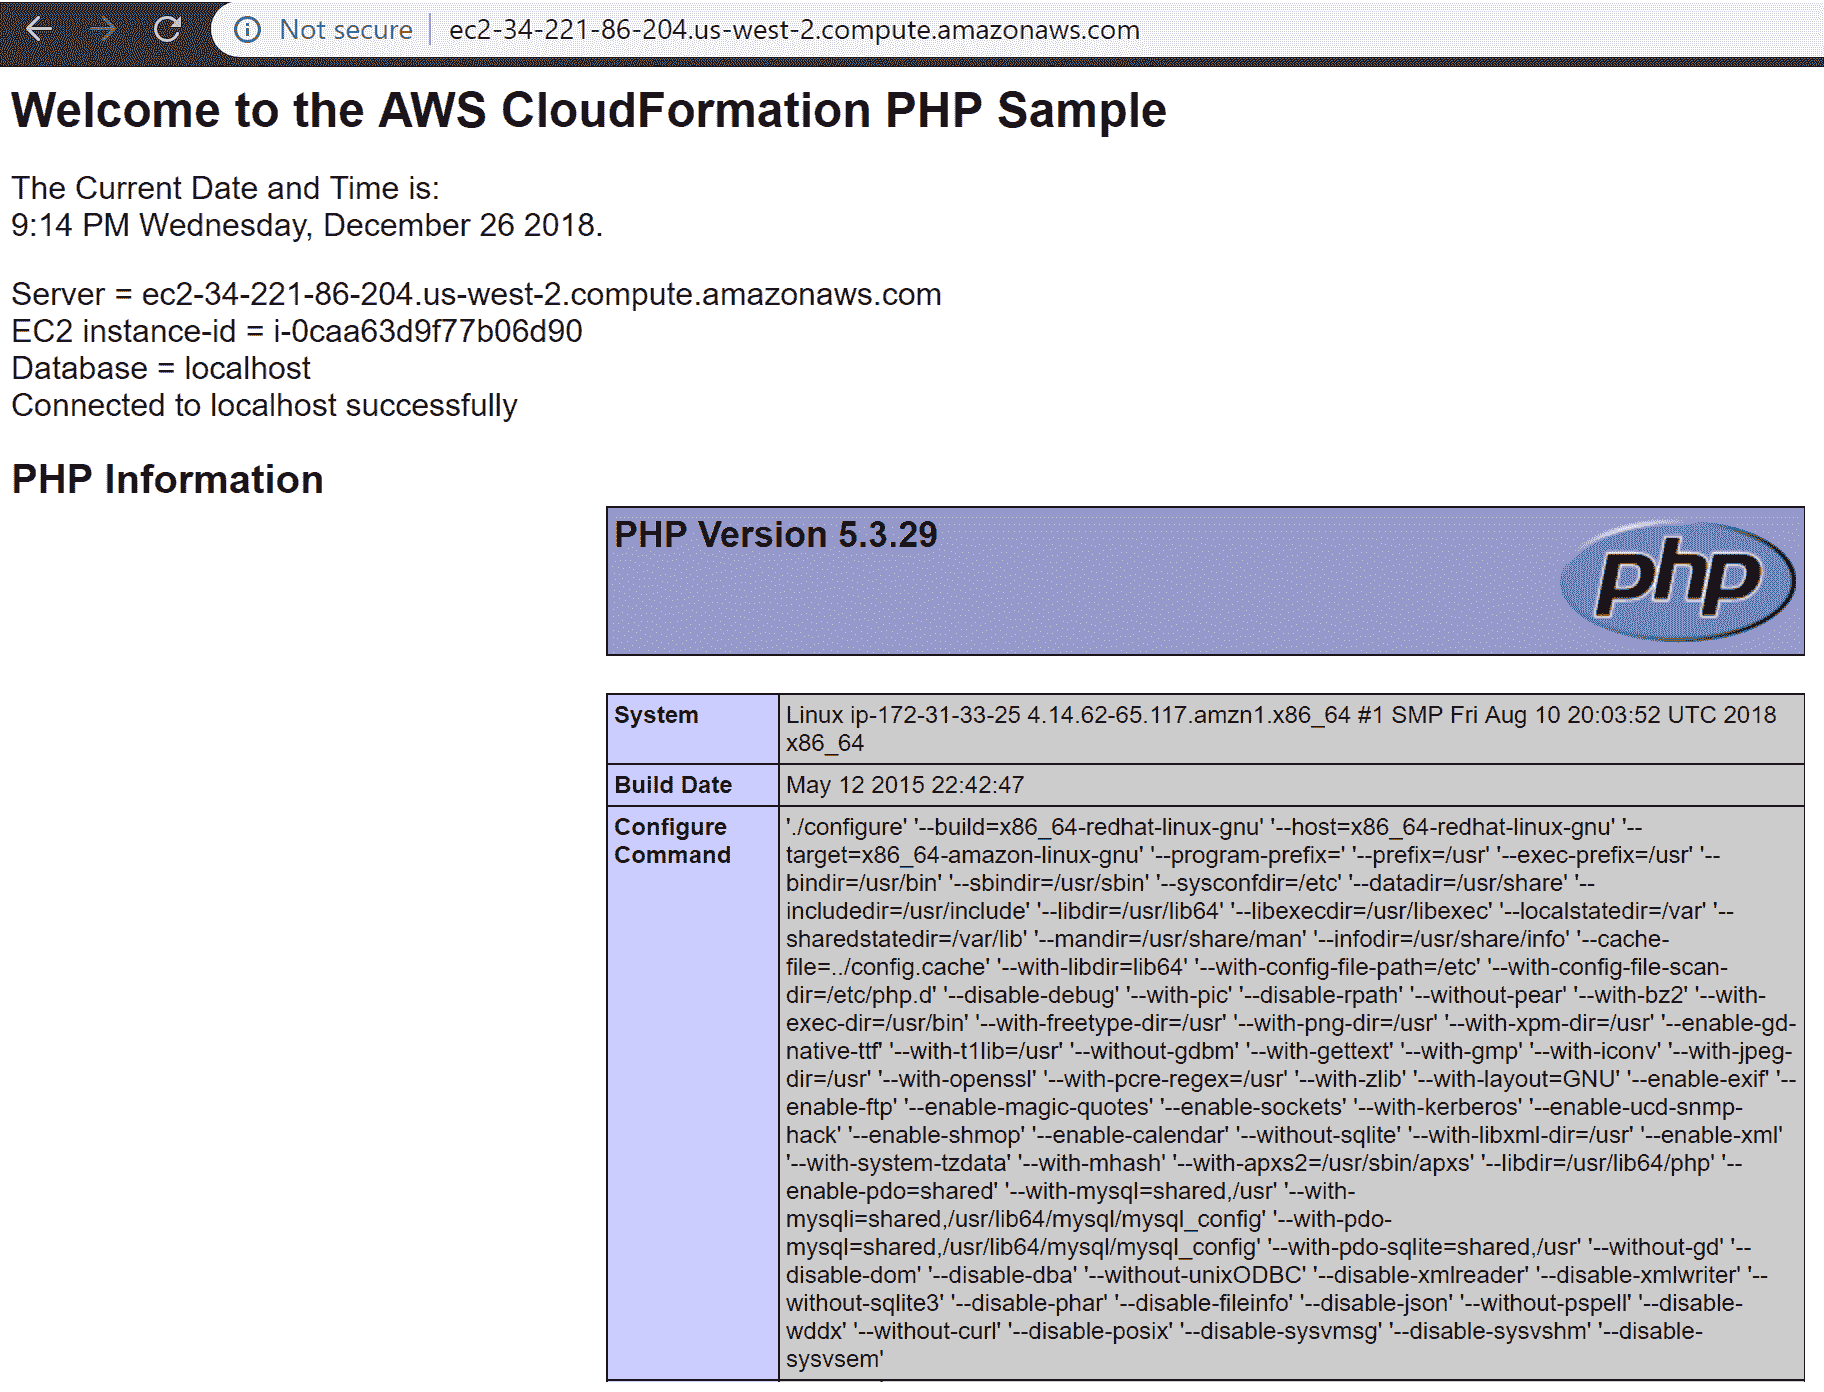 Not secure ec2-34-221-86-204.us-west-2.compute.amazonaws.com
Welcome to the AWS CloudFormation PHP Sample
The Current Date and Time is:
9:14 PM Wednesday, December 26 2018.
Server = ec2-34-221-86-204.us-west-2.compute.amazonaws.com
EC2 instance-id = i-0caa63d9f77b06d90
Database = localhost
Connected to localhost successfully
PHP Information
PHP Version 5.3.29
php
System
Linux ip-172-31-33-25 4.14.62-65.117.amzn1.x86_64 #1 SMP Fri Aug 10 20:03:52 UTC 2018
x86_64
Build Date
May 12 2015 22:42:47
Configure
Command
'./configure' '--build=x86_64-redhat-linux-gnu' '--host=x86_64-redhat-linux-gnu' '--
target=x86_64-amazon-linux-gnu' '--program-prefix=' '--prefix=/usr' '--exec-prefix=/usr' '--
bindir=/usr/bin' '--sbindir=/usr/sbin' '--sysconfdir=/etc' '--datadir=/usr/share' '--
includedir=/usr/include' '--libdir=/usr/lib64' '--libexecdir=/usr/libexec' '--localstatedir=/var' '--
sharedstatedir=/var/lib' '--mandir=/usr/share/man' '--infodir=/usr/share/info' '--cache-
file=../config.cache' '--with-libdir=lib64' '--with-config-file-path=/etc' '--with-config-file-scan-
dir=/etc/php.d' '--disable-debug' '--with-pic' '--disable-rpath' '--without-pear' '--with-bz2' '--with-
exec-dir=/usr/bin' '--with-freetype-dir=/usr' '--with-png-dir=/usr' '--with-xpm-dir=/usr' '--enable-gd-
native-ttf' '--with-t1lib=/usr' '--without-gdbm' '--with-gettext' '--with-gmp' '--with-iconv' '--with-jpeg-
dir=/usr' '--with-openssl' '--with-pcre-regex=/usr' '--with-zlib' '--with-layout=GNU' '--enable-exif' '--
enable-ftp' '--enable-magic-quotes' '--enable-sockets' '--with-kerberos' '--enable-ucd-snmp-
hack' '--enable-shmop' '--enable-calendar' '--without-sqlite' '--with-libxml-dir=/usr' '--enable-xml'
'--with-system-tzdata' '--with-mhash' '--with-apxs2=/usr/sbin/apxs' '--libdir=/usr/lib64/php' '--
enable-pdo=shared' '--with-mysql=shared,/usr' '--with-
mysqli=shared,/usr/lib64/mysql/mysql_config' '--with-pdo-
mysql=shared,/usr/lib64/mysql/mysql_config' '--with-pdo-sqlite=shared,/usr' '--without-gd' '--
disable-dom' '--disable-dba' '--without-unixODBC' '--disable-xmlreader' '--disable-xmlwriter' '--
without-sqlite3' '--disable-phar' '--disable-fileinfo' '--disable-json' '--without-pspell' '--disable-
wddx' '--without-curl' '--disable-posix' '--disable-sysvmsg' '--disable-sysvshm' '--disable-
sysvsem'